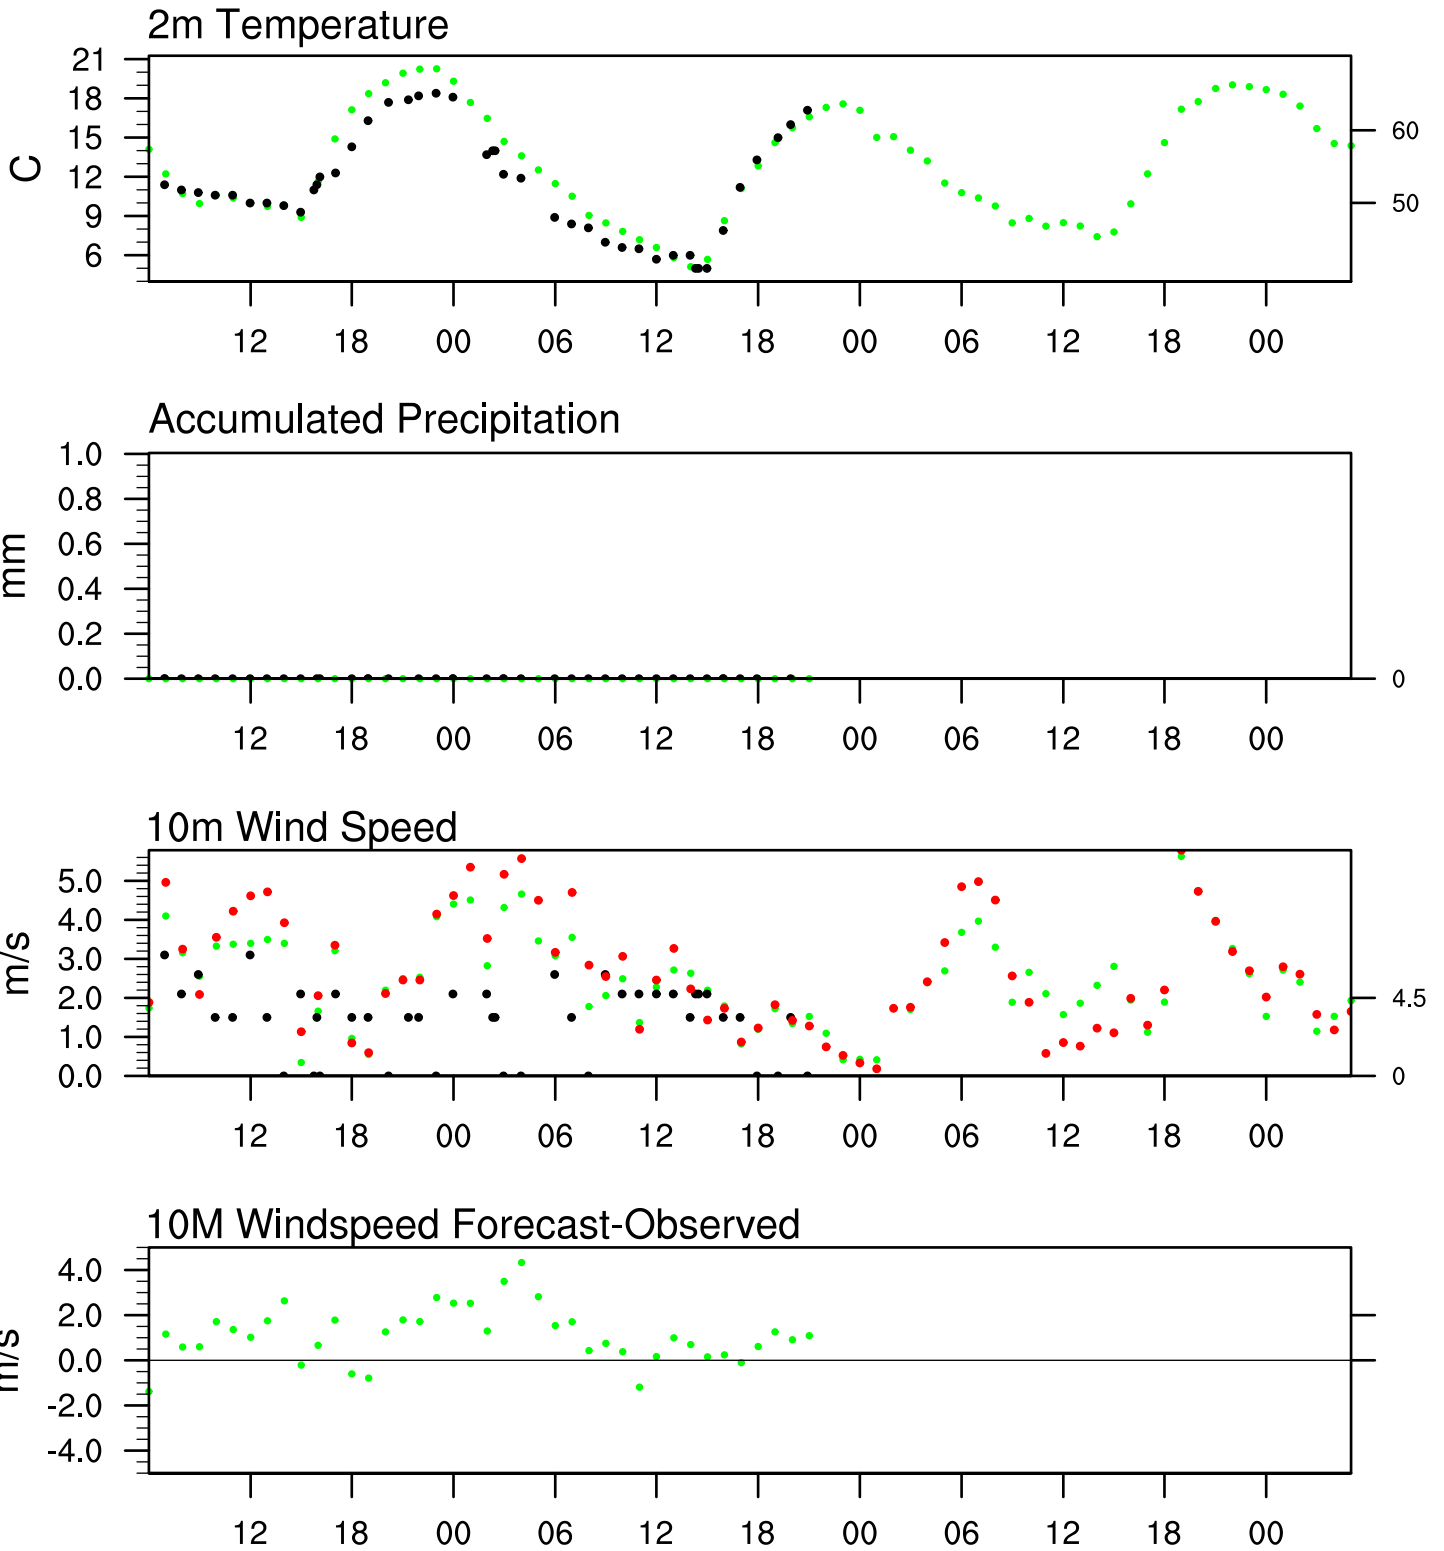 2m Temperature
21
18
15
12
9
6
C
60
50
12 18 00 06 12 18 00 06 12 18 00
Accumulated Precipitation
1.0
0.8
0.6
0.4
0.2
0.0
mm
0
12 18 00 06 12 18 00 06 12 18 00
10m Wind Speed
5.0
4.0
3.0
2.0
1.0
0.0
m/s
4.5
0
12 18 00 06 12 18 00 06 12 18 00
10M Windspeed Forecast-Observed
4.0
2.0
0.0
-2.0
-4.0
m/s
12 18 00 06 12 18 00 06 12 18 00